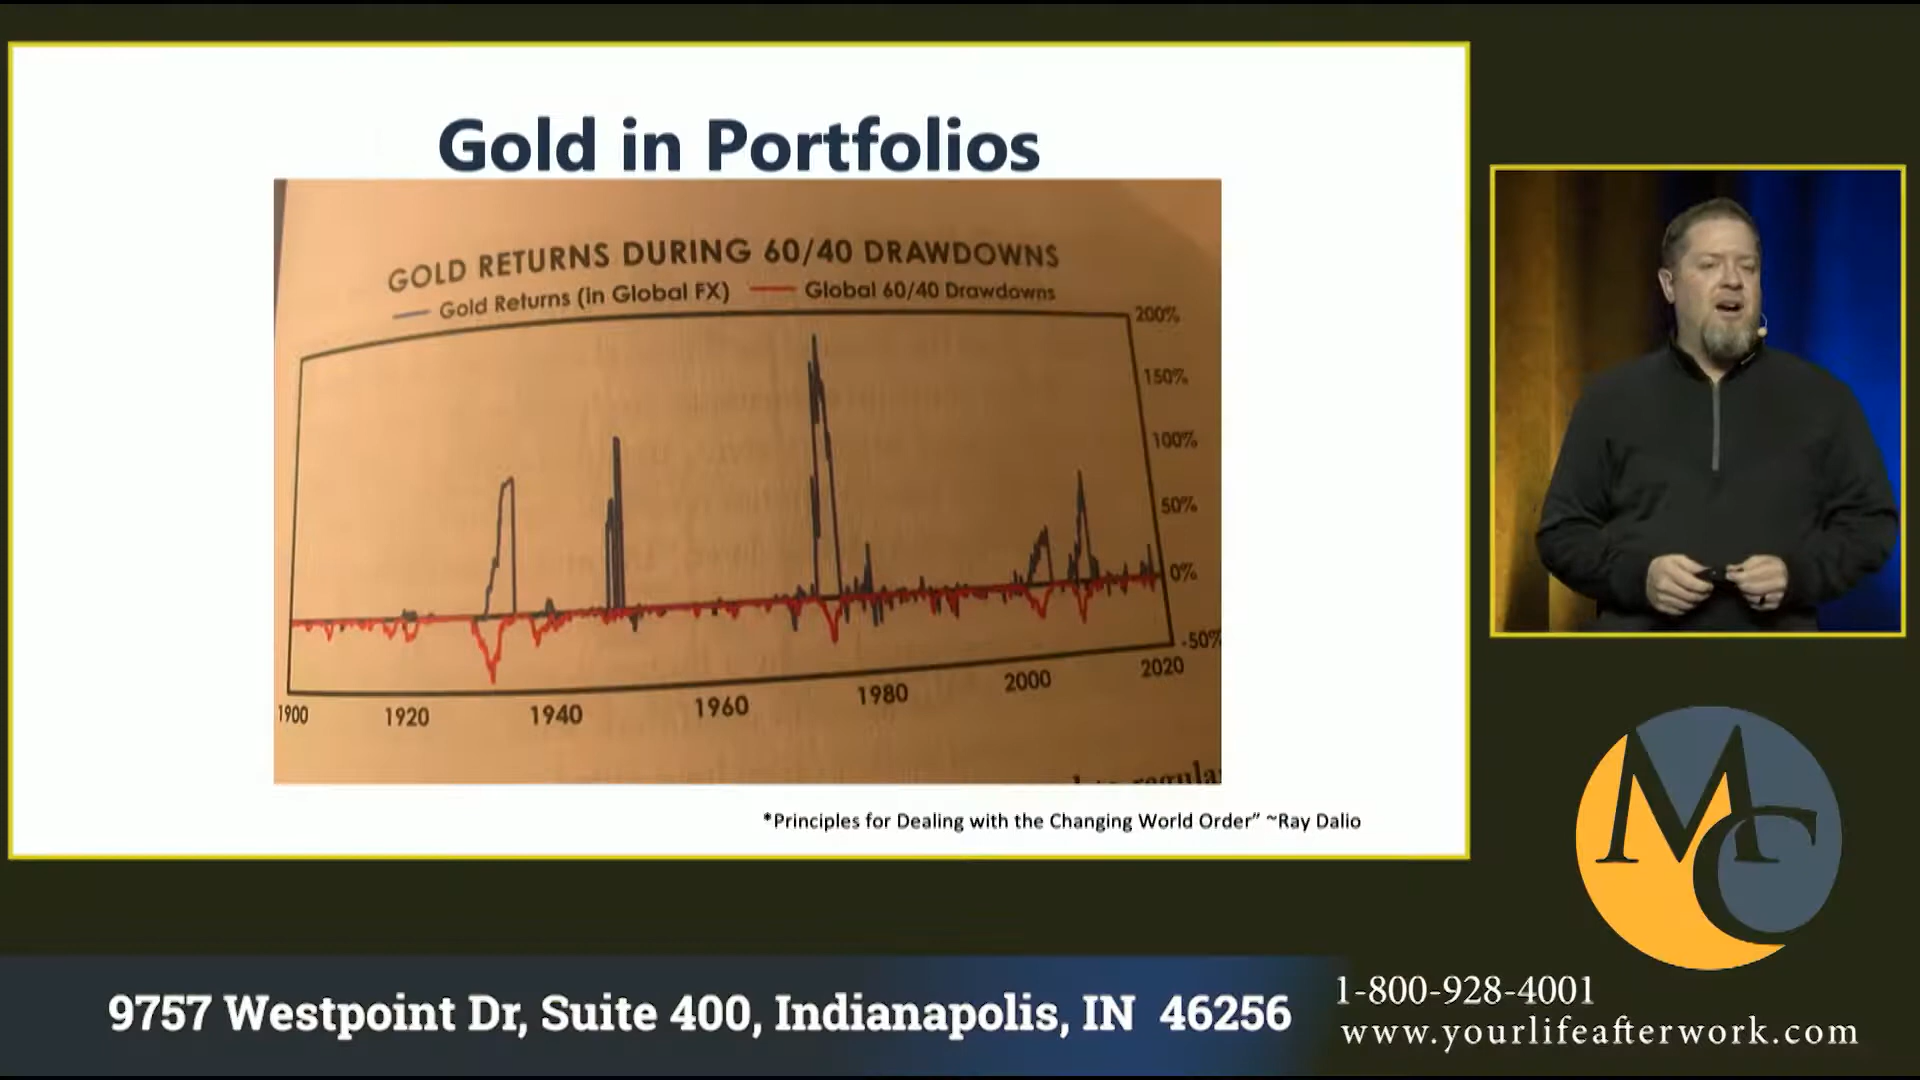 Gold in Portfolios
GOLD RETURNS DURING 60/40 DRAWDOWNS
Gold Returns (in Global FX) Global 60/40 Drawdowns
200%
150%
100%
50%
0%
-50%
1900 1920 1940 1960 1980 2000 2020
regula
*Principles for Dealing with the Changing World Order” ~Ray Dalio
MC
9757 Westpoint Dr, Suite 400, Indianapolis, IN 46256
1-800-928-4001
www.yourlifeafterwork.com